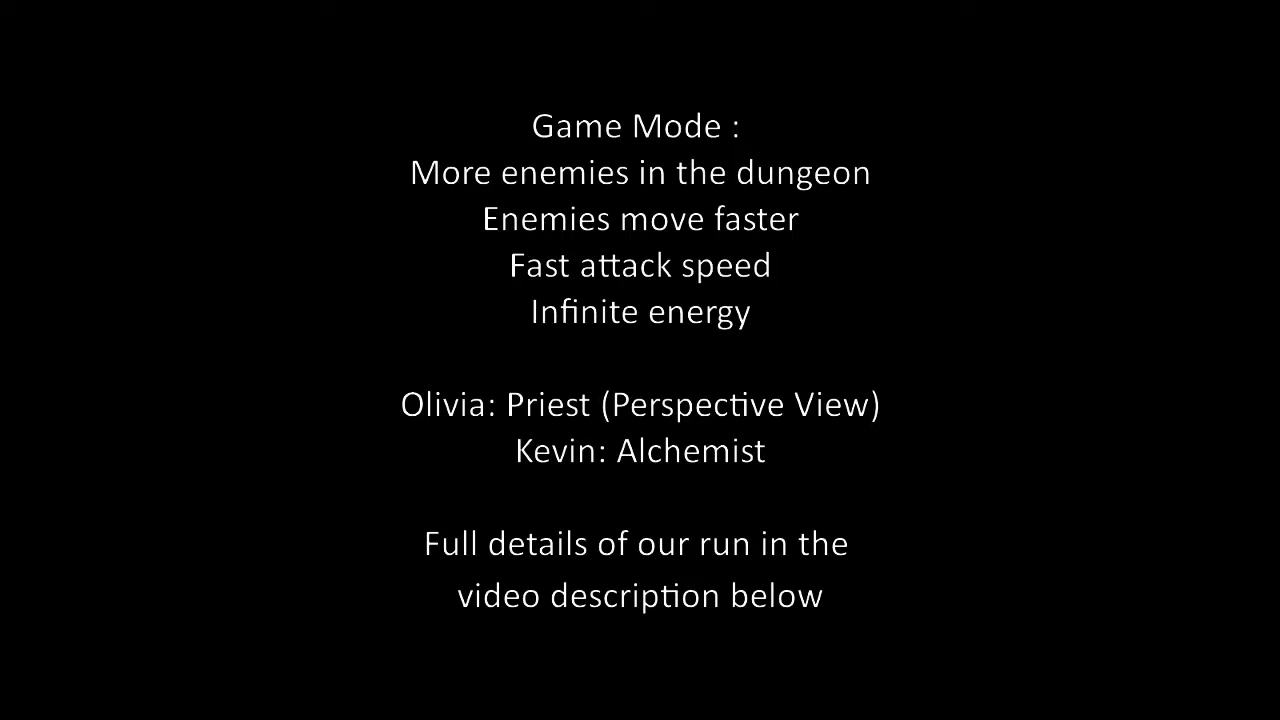 Game Mode :
More enemies in the dungeon
Enemies move faster
Fast attack speed
Infinite energy
Olivia: Priest (Perspective View)
Kevin: Alchemist
Full details of our run in the
video description below